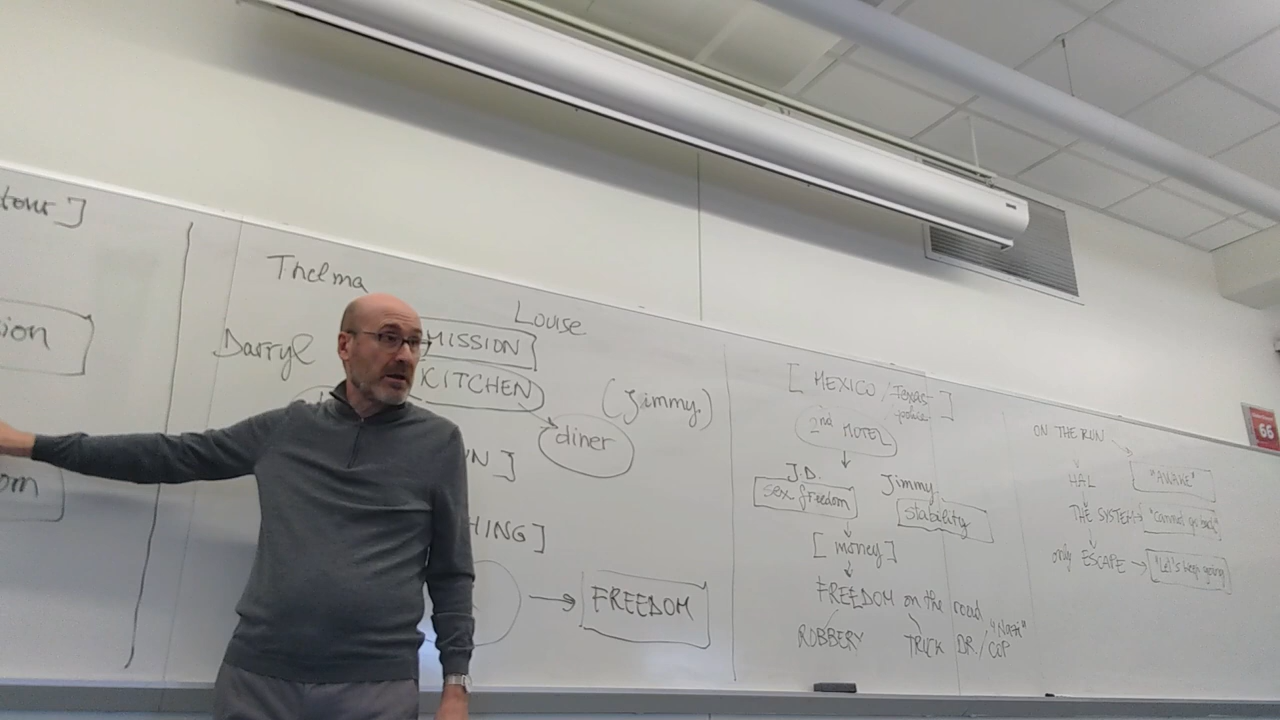 tour ]
sion
om
Thelma
Louise
Darryl
MISSION
KITCHEN
(Jimmy)
diner
N ]
HING ]
FREEDOM
[ MEXICO / Texas
police ]
2nd MOTEL
J.D.
Jimmy
sex freedom
stability
[ money ]
FREEDOM on the road
ROBBERY
TRUCK DR. / "Nazi"
COP
ON THE RUN
"AWAKE"
HAL
THE SYSTEM → "cannot go back"
only ESCAPE → "Let's keep going"
66